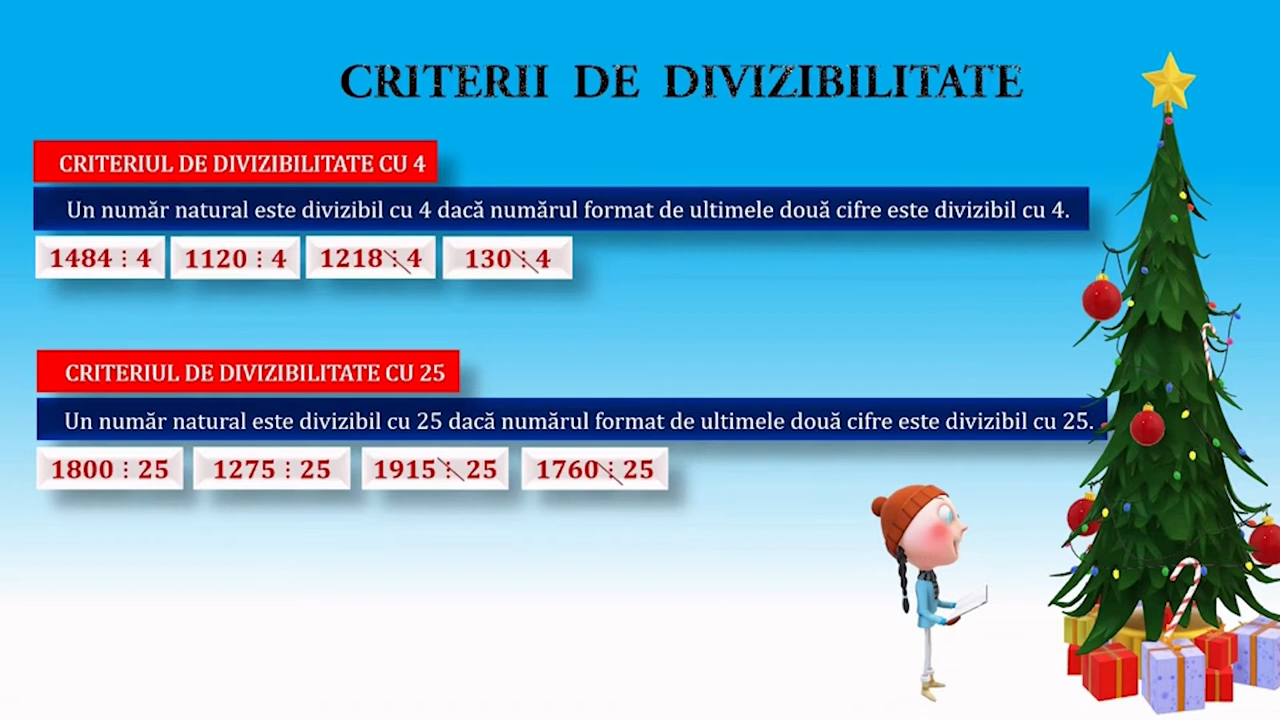 CRITERII DE DIVIZIBILITATE
CRITERIUL DE DIVIZIBILITATE CU 4
Un număr natural este divizibil cu 4 dacă numărul format de ultimele două cifre este divizibil cu 4.
1484 ⋮ 4 1120 ⋮ 4 1218 ⋮̸ 4 130 ⋮̸ 4
CRITERIUL DE DIVIZIBILITATE CU 25
Un număr natural este divizibil cu 25 dacă numărul format de ultimele două cifre este divizibil cu 25.
1800 ⋮ 25 1275 ⋮ 25 1915 ⋮̸ 25 1760 ⋮̸ 25